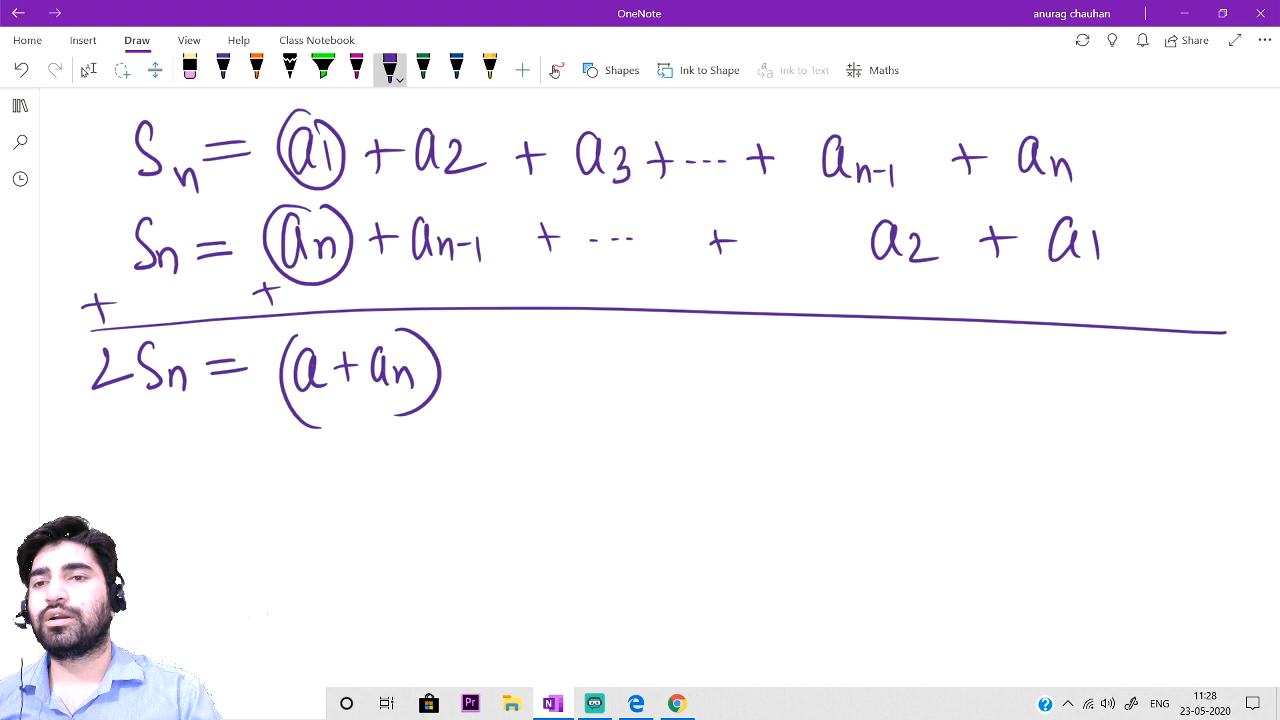 OneNote
anurag chauhan
Home Insert Draw View Help Class Notebook
Share
Shapes Ink to Shape Ink to Text Maths
Sn = a1 + a2 + a3 + ... + an-1 + an
Sn = an + an-1 + ... + a2 + a1
+ +
2Sn = (a + an)
Pr
N
ENG
11:28
23-05-2020